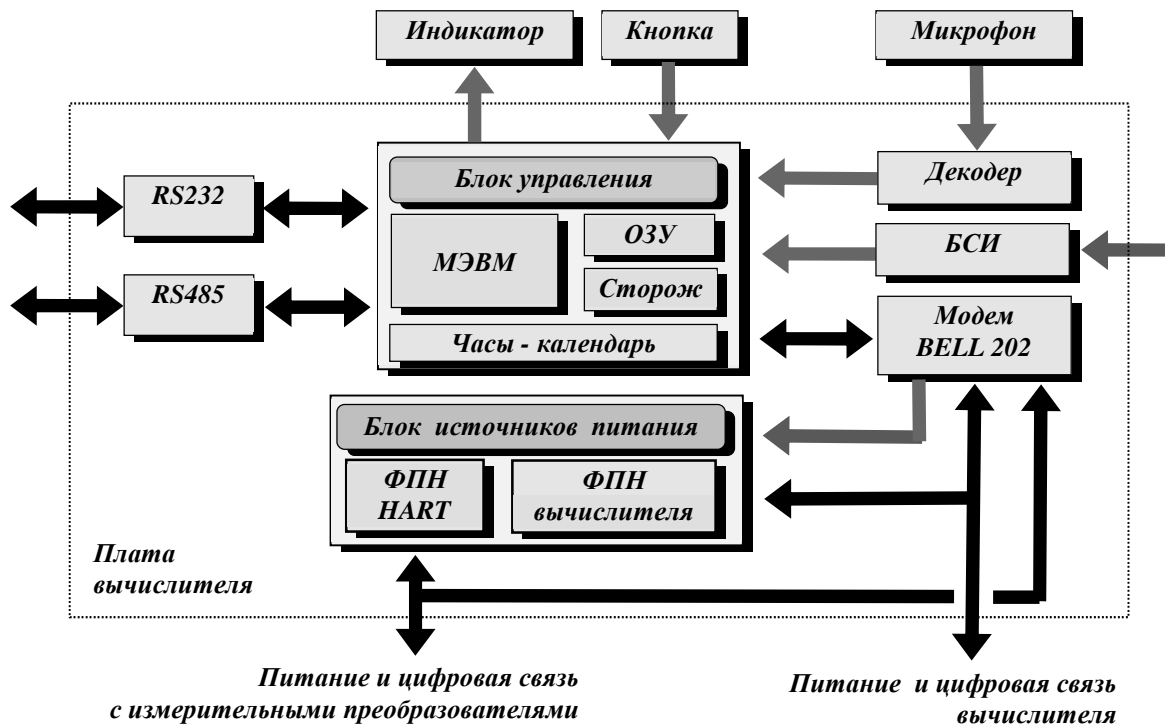 Индикатор
Кнопка
Микрофон
Блок управления
Декодер
RS232
МЭВМ
ОЗУ
БСИ
RS485
Сторож
Модем
BELL 202
Часы - календарь
Блок источников питания
ФПН
HART
ФПН
вычислителя
Плата
вычислителя
Питание и цифровая связь
с измерительными преобразователями
Питание и цифровая связь
вычислителя